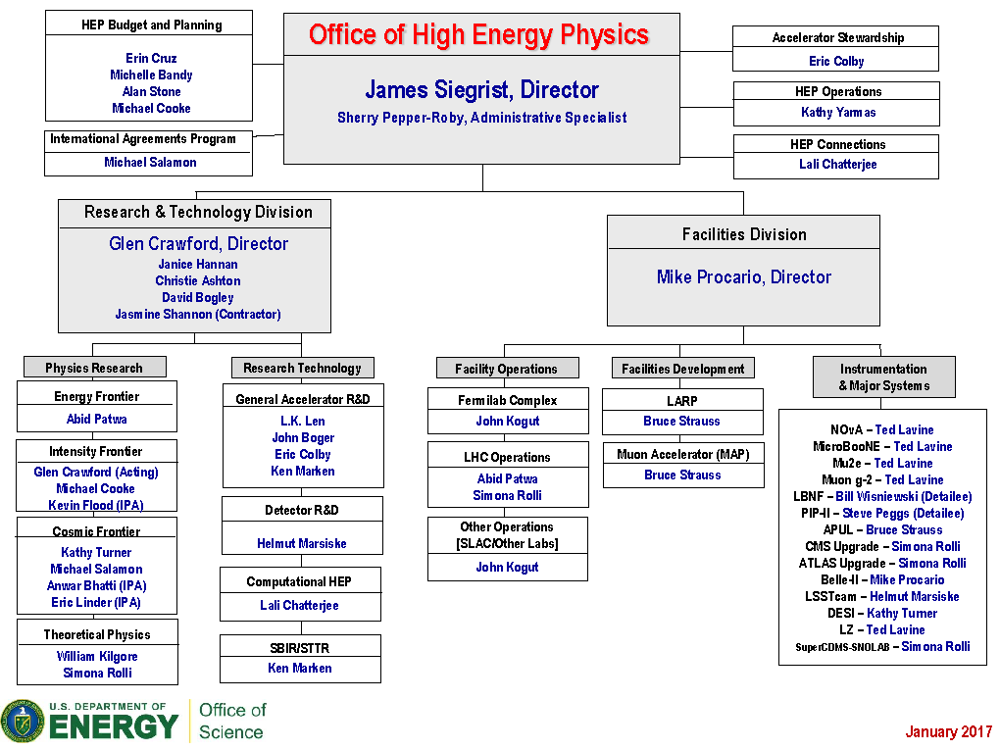 HEP Budget and Planning
Erin Cruz
Michelle Bandy
Alan Stone
Michael Cooke
International Agreements Program
Michael Salamon
Office of High Energy Physics
James Siegrist, Director
Sherry Pepper-Roby, Administrative Specialist
Accelerator Stewardship
Eric Colby
HEP Operations
Kathy Yarmas
HEP Connections
Lali Chatterjee
Research & Technology Division
Glen Crawford, Director
Janice Hannan
Christie Ashton
David Bogley
Jasmine Shannon (Contractor)
Facilities Division
Mike Procario, Director
Physics Research
Energy Frontier
Abid Patwa
Intensity Frontier
Glen Crawford (Acting)
Michael Cooke
Kevin Flood (IPA)
Cosmic Frontier
Kathy Turner
Michael Salamon
Anwar Bhatti (IPA)
Eric Linder (IPA)
Theoretical Physics
William Kilgore
Simona Rolli
Research Technology
General Accelerator R&D
L.K. Len
John Boger
Eric Colby
Ken Marken
Detector R&D
Helmut Marsiske
Computational HEP
Lali Chatterjee
SBIR/STTR
Ken Marken
Facility Operations
Fermilab Complex
John Kogut
LHC Operations
Abid Patwa
Simona Rolli
Other Operations
[SLAC/Other Labs]
John Kogut
Facilities Development
LARP
Bruce Strauss
Muon Accelerator (MAP)
Bruce Strauss
Instrumentation
& Major Systems
NOvA – Ted Lavine
MicroBooNE – Ted Lavine
Mu2e – Ted Lavine
Muon g-2 – Ted Lavine
LBNF – Bill Wisniewski (Detailee)
PIP-II – Steve Peggs (Detailee)
APUL – Bruce Strauss
CMS Upgrade – Simona Rolli
ATLAS Upgrade – Simona Rolli
Belle-II – Mike Procario
LSSTcam – Helmut Marsiske
DESI – Kathy Turner
LZ – Ted Lavine
SuperCDMS-SNOLAB – Simona Rolli
U.S. DEPARTMENT OF
ENERGY
Office of
Science
January 2017